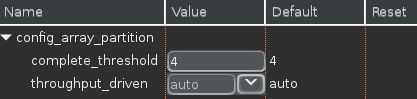 Name Value Default Reset
config_array_partition
complete_threshold 4 4
throughput_driven auto auto